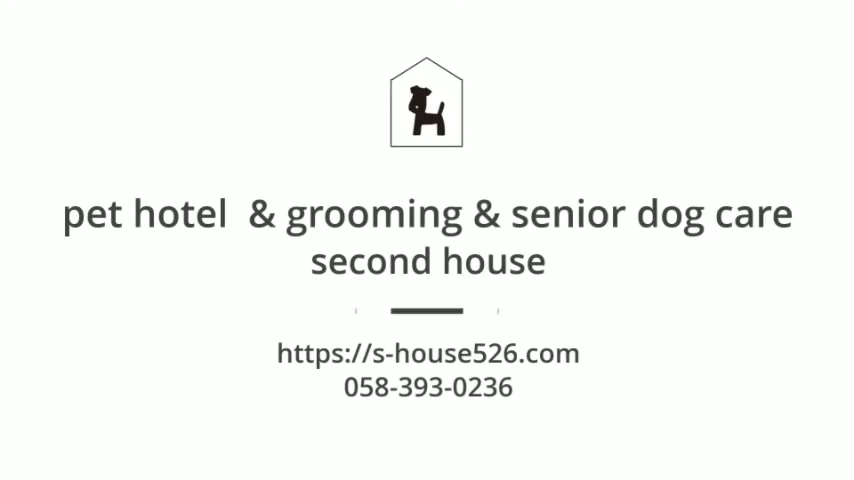 pet hotel & grooming & senior dog care
second house
https://s-house526.com
058-393-0236